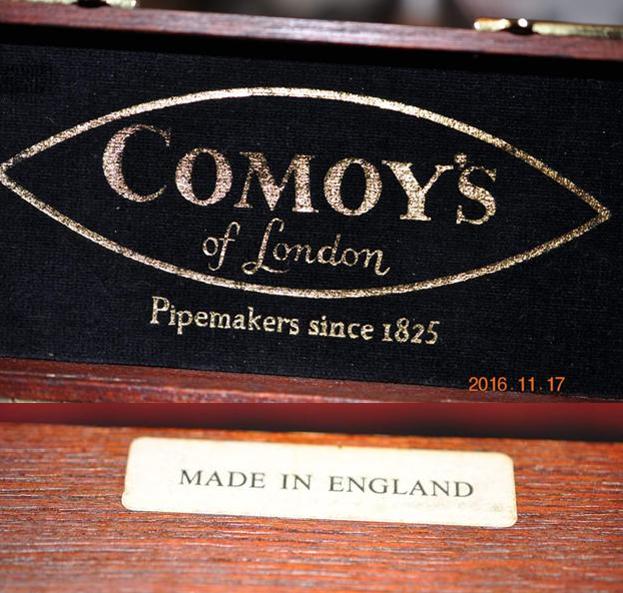 COMOY'S
of London
Pipemakers since 1825
2016.11.17
MADE IN ENGLAND